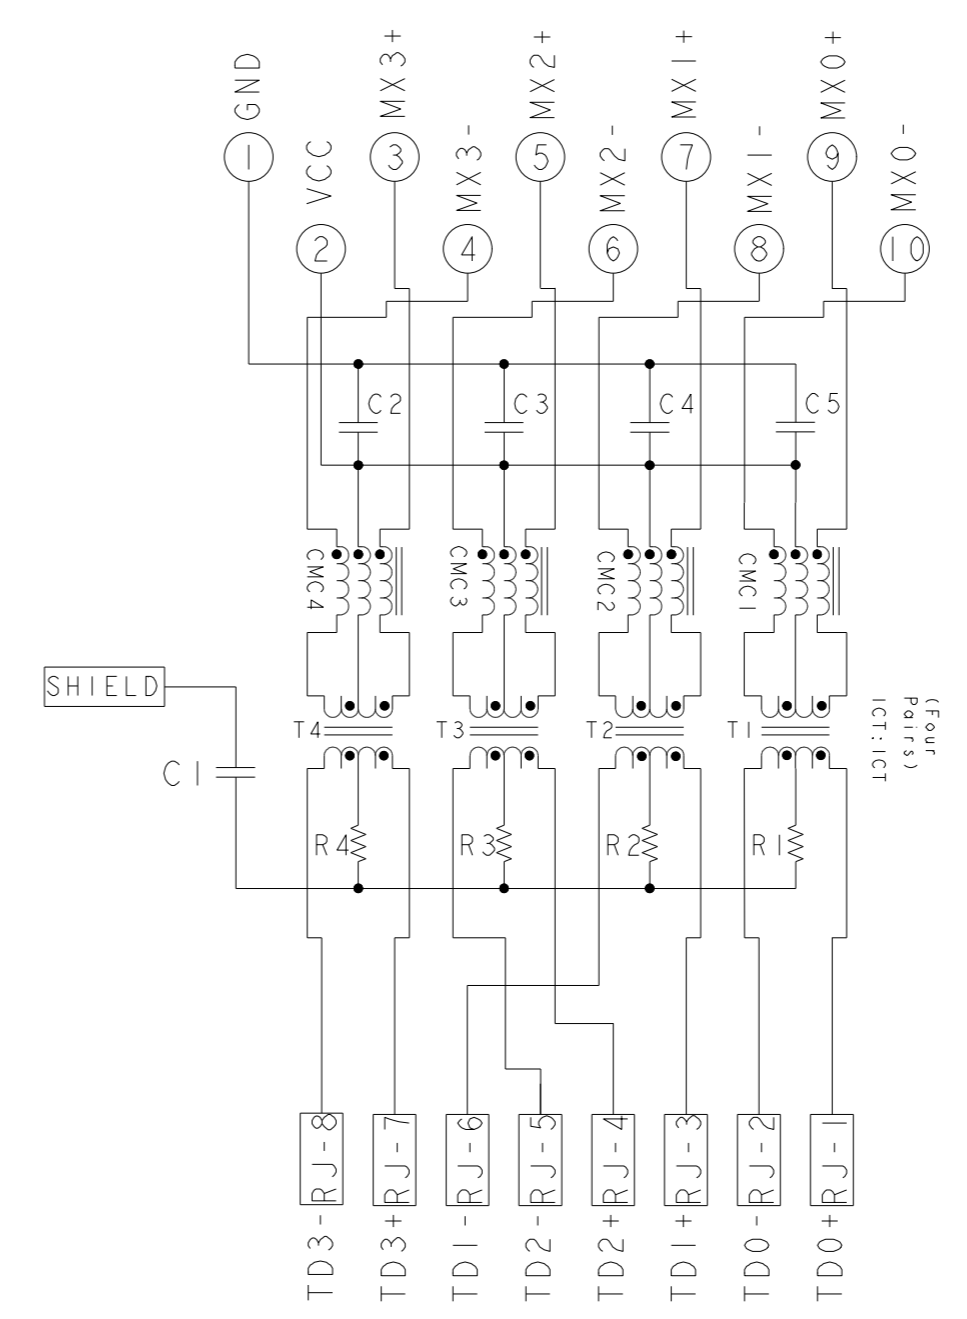 GND
VCC
MX3+
MX3-
MX2+
MX2-
MX1+
MX1-
MX0+
MX0-
1
2
3
4
5
6
7
8
9
10
C2
C3
C4
C5
CMC4
CMC3
CMC2
CMC1
SHIELD
T4
T3
T2
T1
(Four
Pairs)
1CT:1CT
C1
R4
R3
R2
R1
RJ-8
RJ-7
RJ-6
RJ-5
RJ-4
RJ-3
RJ-2
RJ-1
TD3-
TD3+
TD1-
TD2-
TD2+
TD1+
TD0-
TD0+